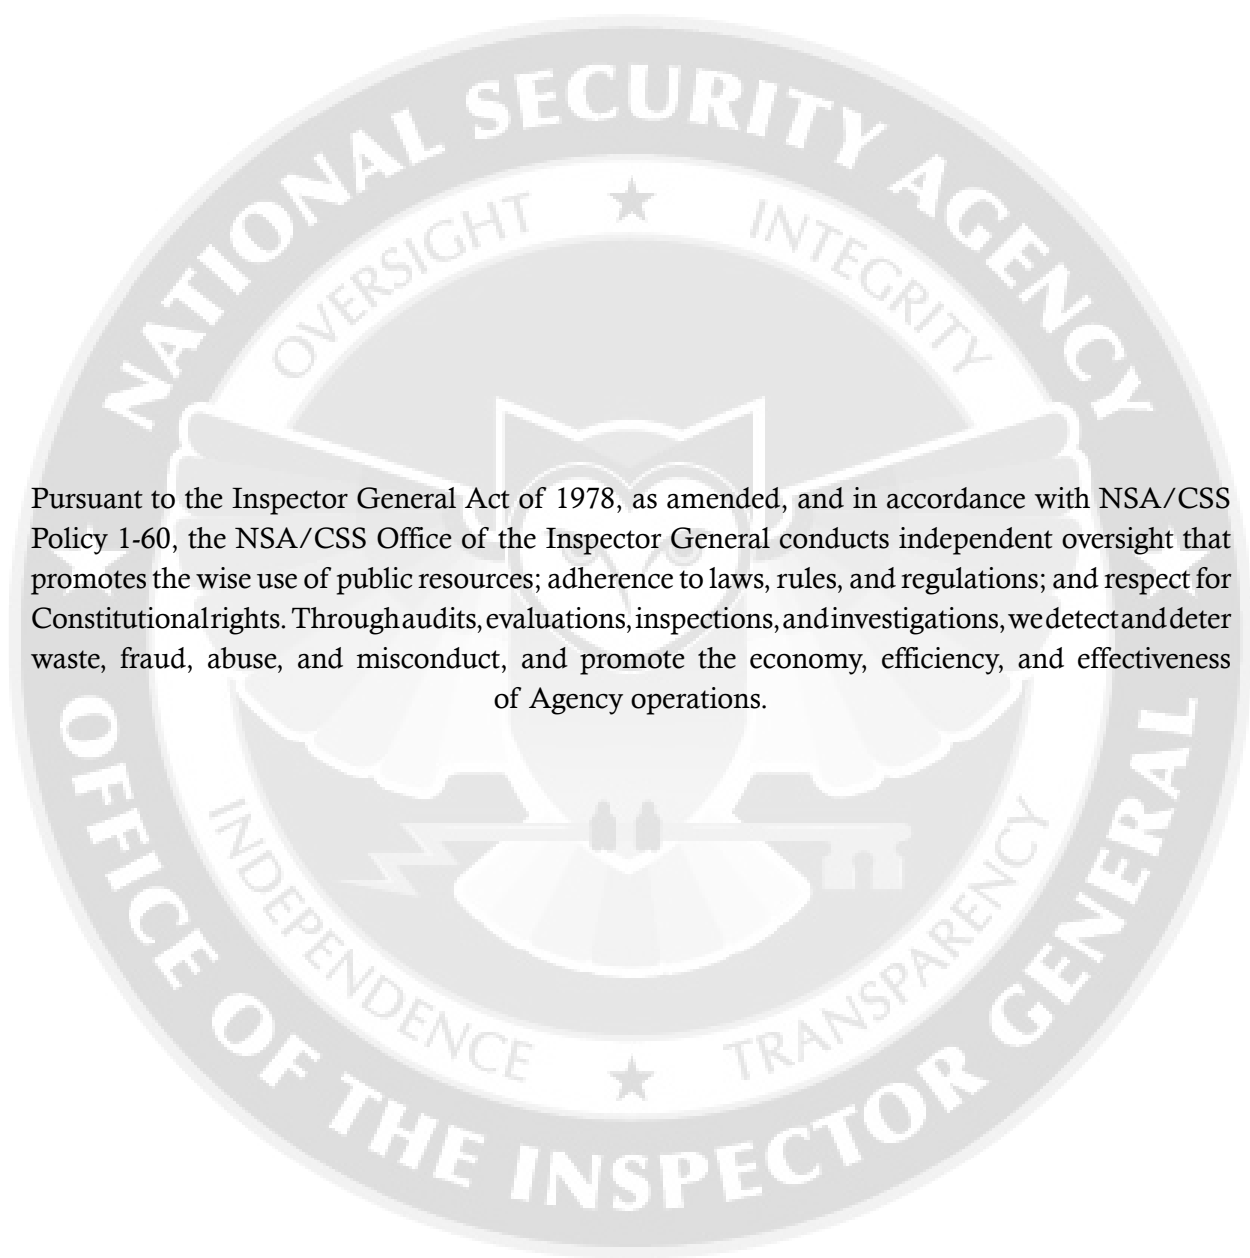 NATIONAL SECURITY AGENCY
OVERSIGHT
INTEGRITY
Pursuant to the Inspector General Act of 1978, as amended, and in accordance with NSA/CSS
Policy 1-60, the NSA/CSS Office of the Inspector General conducts independent oversight that
promotes the wise use of public resources; adherence to laws, rules, and regulations; and respect for
Constitutional rights. Through audits, evaluations, inspections, and investigations, we detect and deter
waste, fraud, abuse, and misconduct, and promote the economy, efficiency, and effectiveness
of Agency operations.
INDEPENDENCE
TRANSPARENCY
OFFICE OF THE INSPECTOR GENERAL